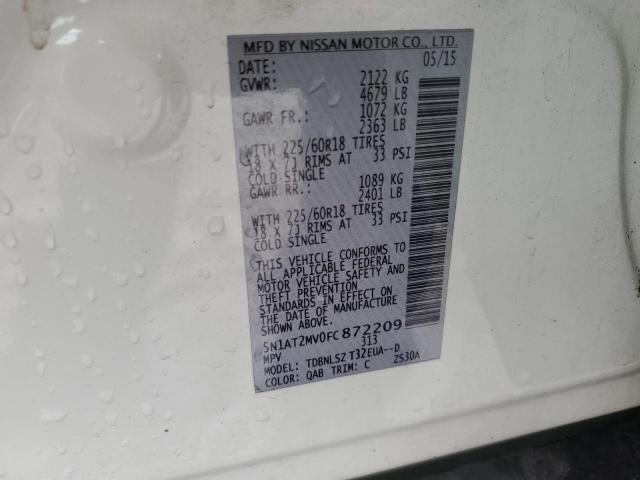 MFD BY NISSAN MOTOR CO., LTD.
DATE: 05/15
GVWR: 2122 KG
4679 LB
GAWR FR.: 1072 KG
2363 LB
WITH 225/60R18 TIRES
18 X 7J RIMS AT 33 PSI
COLD SINGLE
GAWR RR.: 1089 KG
2401 LB
WITH 225/60R18 TIRES
18 X 7J RIMS AT 33 PSI
COLD SINGLE
THIS VEHICLE CONFORMS TO
ALL APPLICABLE FEDERAL
MOTOR VEHICLE SAFETY AND
THEFT PREVENTION
STANDARDS IN EFFECT ON
THE DATE OF MANUFACTURE
SHOWN ABOVE.
5N1AT2MV0FC872209
MPV 313
MODEL: TDBNLSZ T32EUA--D
COLOR: QAB TRIM: C ZS30A